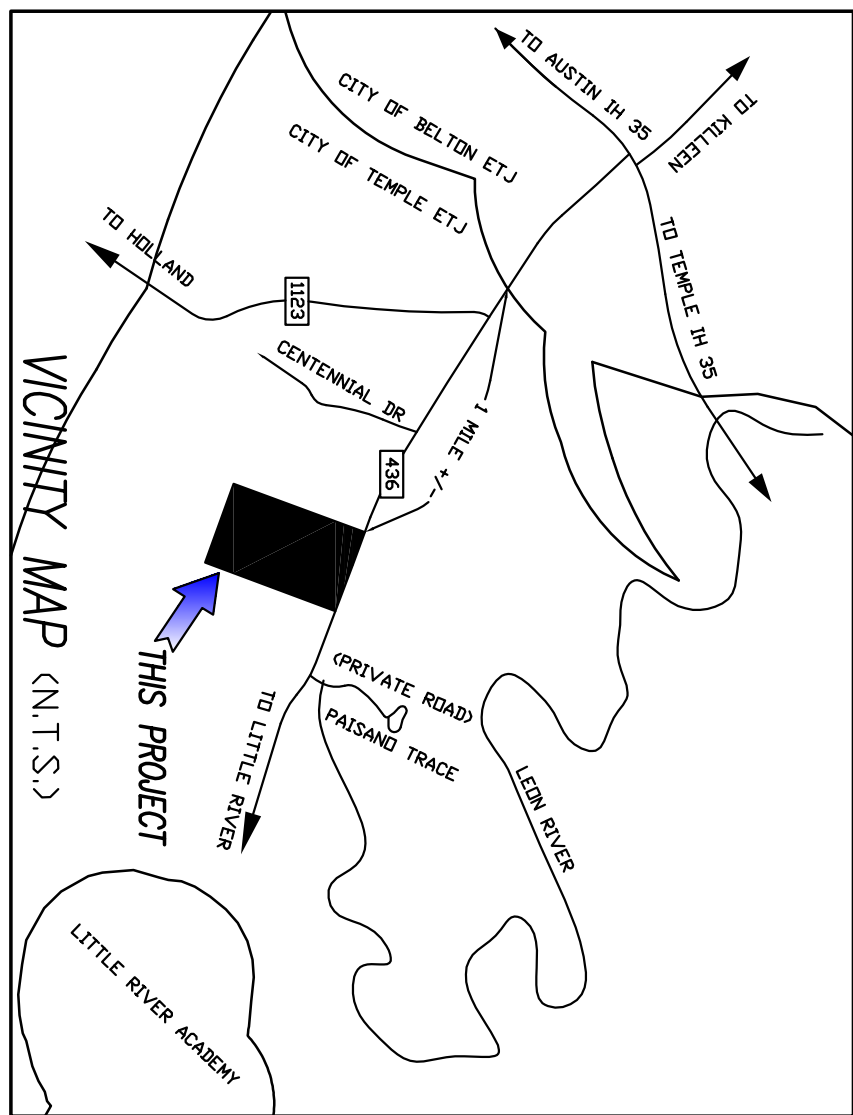 TO AUSTIN IH 35
TO KILLEEN
CITY OF BELTON ETJ
CITY OF TEMPLE ETJ
TO TEMPLE IH 35
TO HOLLAND
1123
CENTENNIAL DR
1 MILE +/-
436
VICINITY MAP (N.T.S.)
THIS PROJECT
TO LITTLE RIVER
(PRIVATE ROAD)
PAISANO TRACE
LEON RIVER
LITTLE RIVER ACADEMY